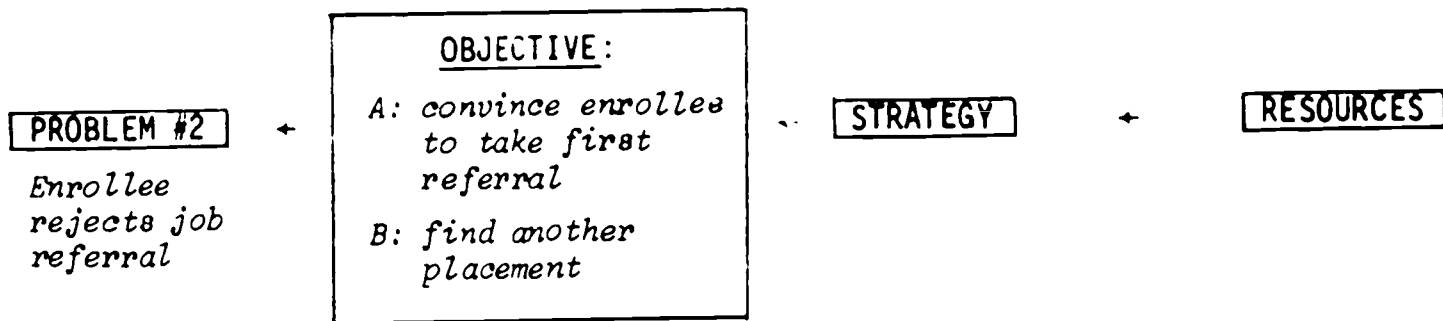 PROBLEM #2
Enrollee
rejects job
referral
OBJECTIVE:
A: convince enrollee
to take first
referral
B: find another
placement
STRATEGY
RESOURCES